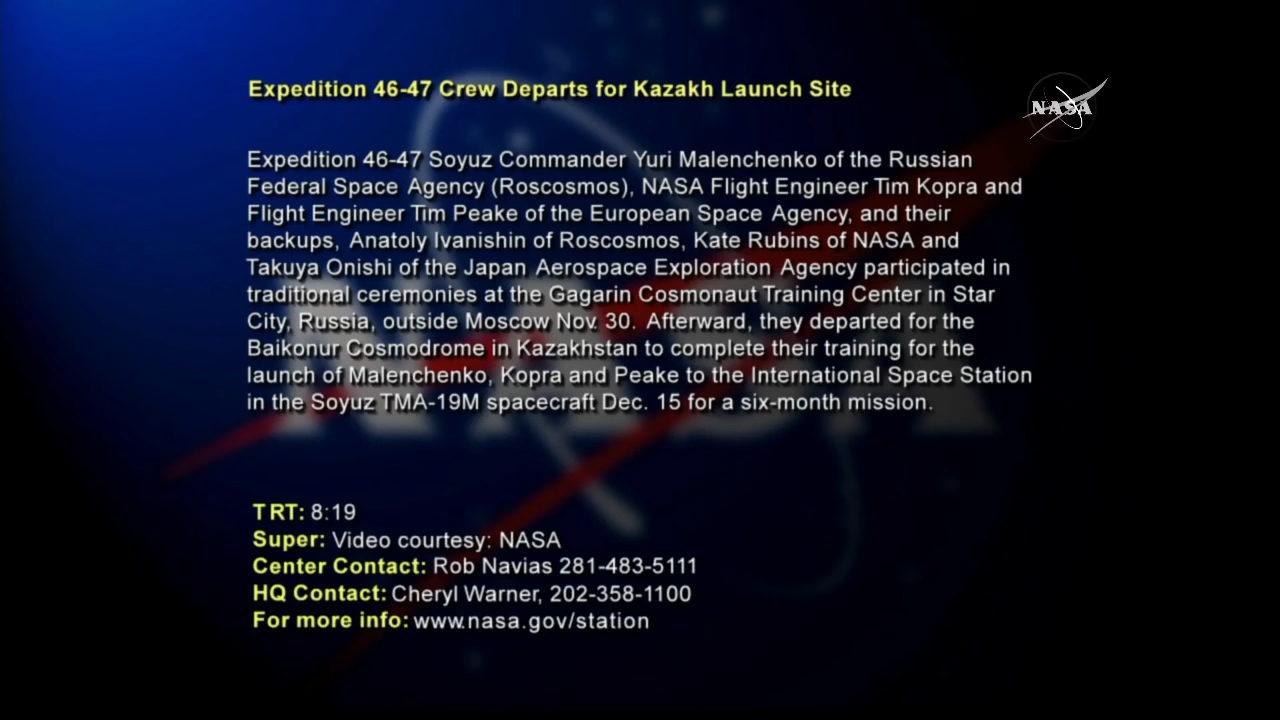 Expedition 46-47 Crew Departs for Kazakh Launch Site
NASA
Expedition 46-47 Soyuz Commander Yuri Malenchenko of the Russian
Federal Space Agency (Roscosmos), NASA Flight Engineer Tim Kopra and
Flight Engineer Tim Peake of the European Space Agency, and their
backups, Anatoly Ivanishin of Roscosmos, Kate Rubins of NASA and
Takuya Onishi of the Japan Aerospace Exploration Agency participated in
traditional ceremonies at the Gagarin Cosmonaut Training Center in Star
City, Russia, outside Moscow Nov. 30. Afterward, they departed for the
Baikonur Cosmodrome in Kazakhstan to complete their training for the
launch of Malenchenko, Kopra and Peake to the International Space Station
in the Soyuz TMA-19M spacecraft Dec. 15 for a six-month mission.
NASA
TRT: 8:19
Super: Video courtesy: NASA
Center Contact: Rob Navias 281-483-5111
HQ Contact: Cheryl Warner, 202-358-1100
For more info: www.nasa.gov/station